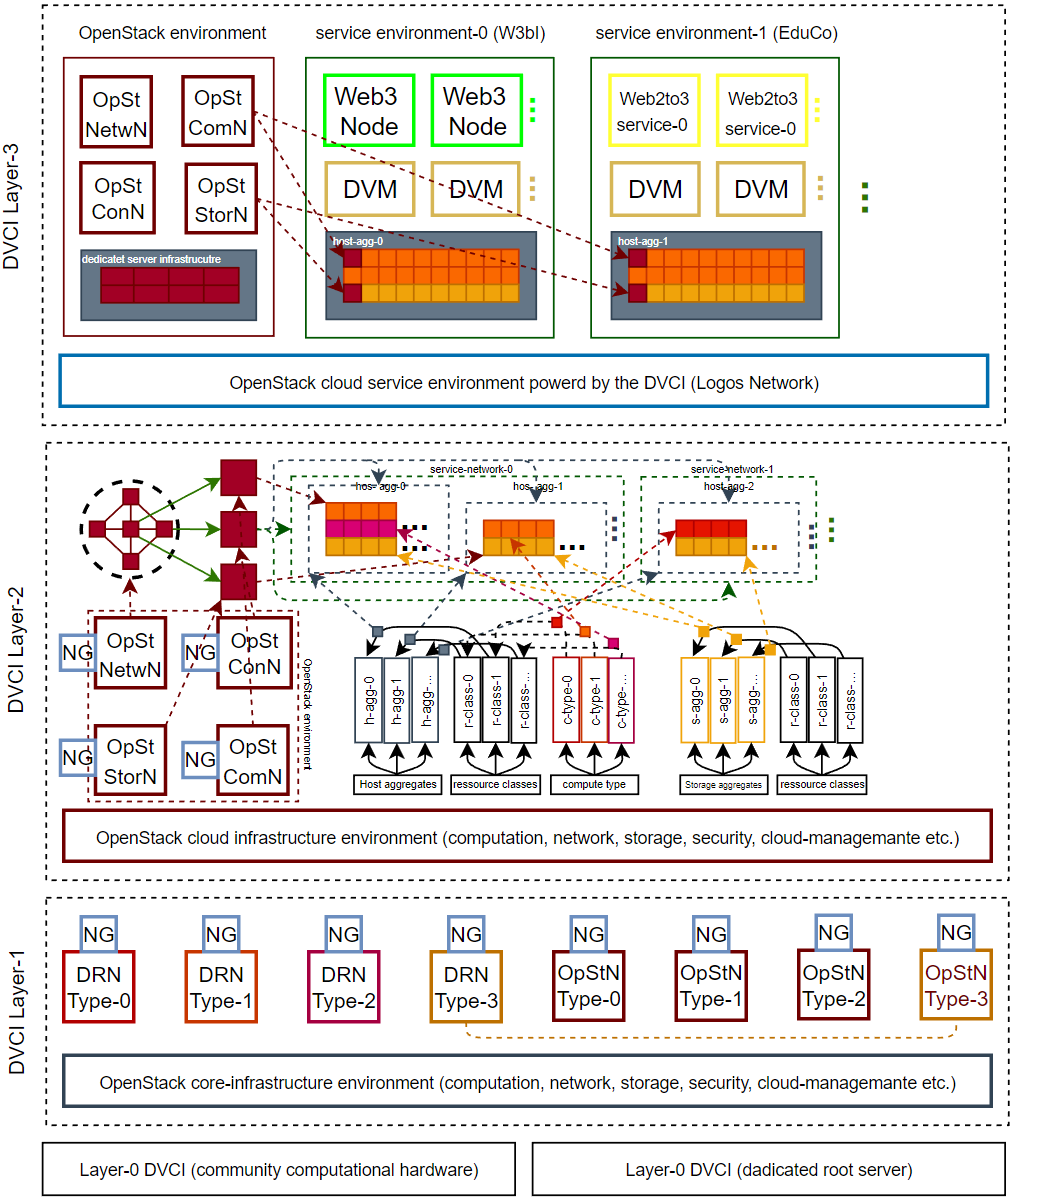 OpenStack environment
service environment-0 (W3bI)
service environment-1 (EduCo)
DVCI Layer-3
OpSt
NetwN
OpSt
ComN
OpSt
ConN
OpSt
StorN
dedicatet server infrastrucutre
Web3
Node
Web3
Node
DVM
DVM
host-agg-0
Web2to3
service-0
Web2to3
service-0
DVM
DVM
host-agg-1
OpenStack cloud service environment powerd by the DVCI (Logos Network)
DVCI Layer-2
service-network-0
service-network-1
host-agg-0
host-agg-1
host-agg-2
...
...
...
...
NG
OpSt
NetwN
NG
OpSt
ConN
NG
OpSt
StorN
NG
OpSt
ComN
OpenStack environment
h-agg-0
h-agg-1
h-agg-...
r-class-0
r-class-1
r-class-...
c-type-0
c-type-1
c-type-...
s-agg-0
s-agg-1
s-agg-...
r-class-0
r-class-1
r-class-...
Host aggregates
ressource classes
compute type
Storage aggregates
ressource classes
OpenStack cloud infrastructure environment (computation, network, storage, security, cloud-managemante etc.)
DVCI Layer-1
NG
NG
NG
NG
NG
NG
NG
NG
DRN
Type-0
DRN
Type-1
DRN
Type-2
DRN
Type-3
OpStN
Type-0
OpStN
Type-1
OpStN
Type-2
OpStN
Type-3
OpenStack core-infrastructure environment (computation, network, storage, security, cloud-managemante etc.)
Layer-0 DVCI (community computational hardware)
Layer-0 DVCI (dadicated root server)